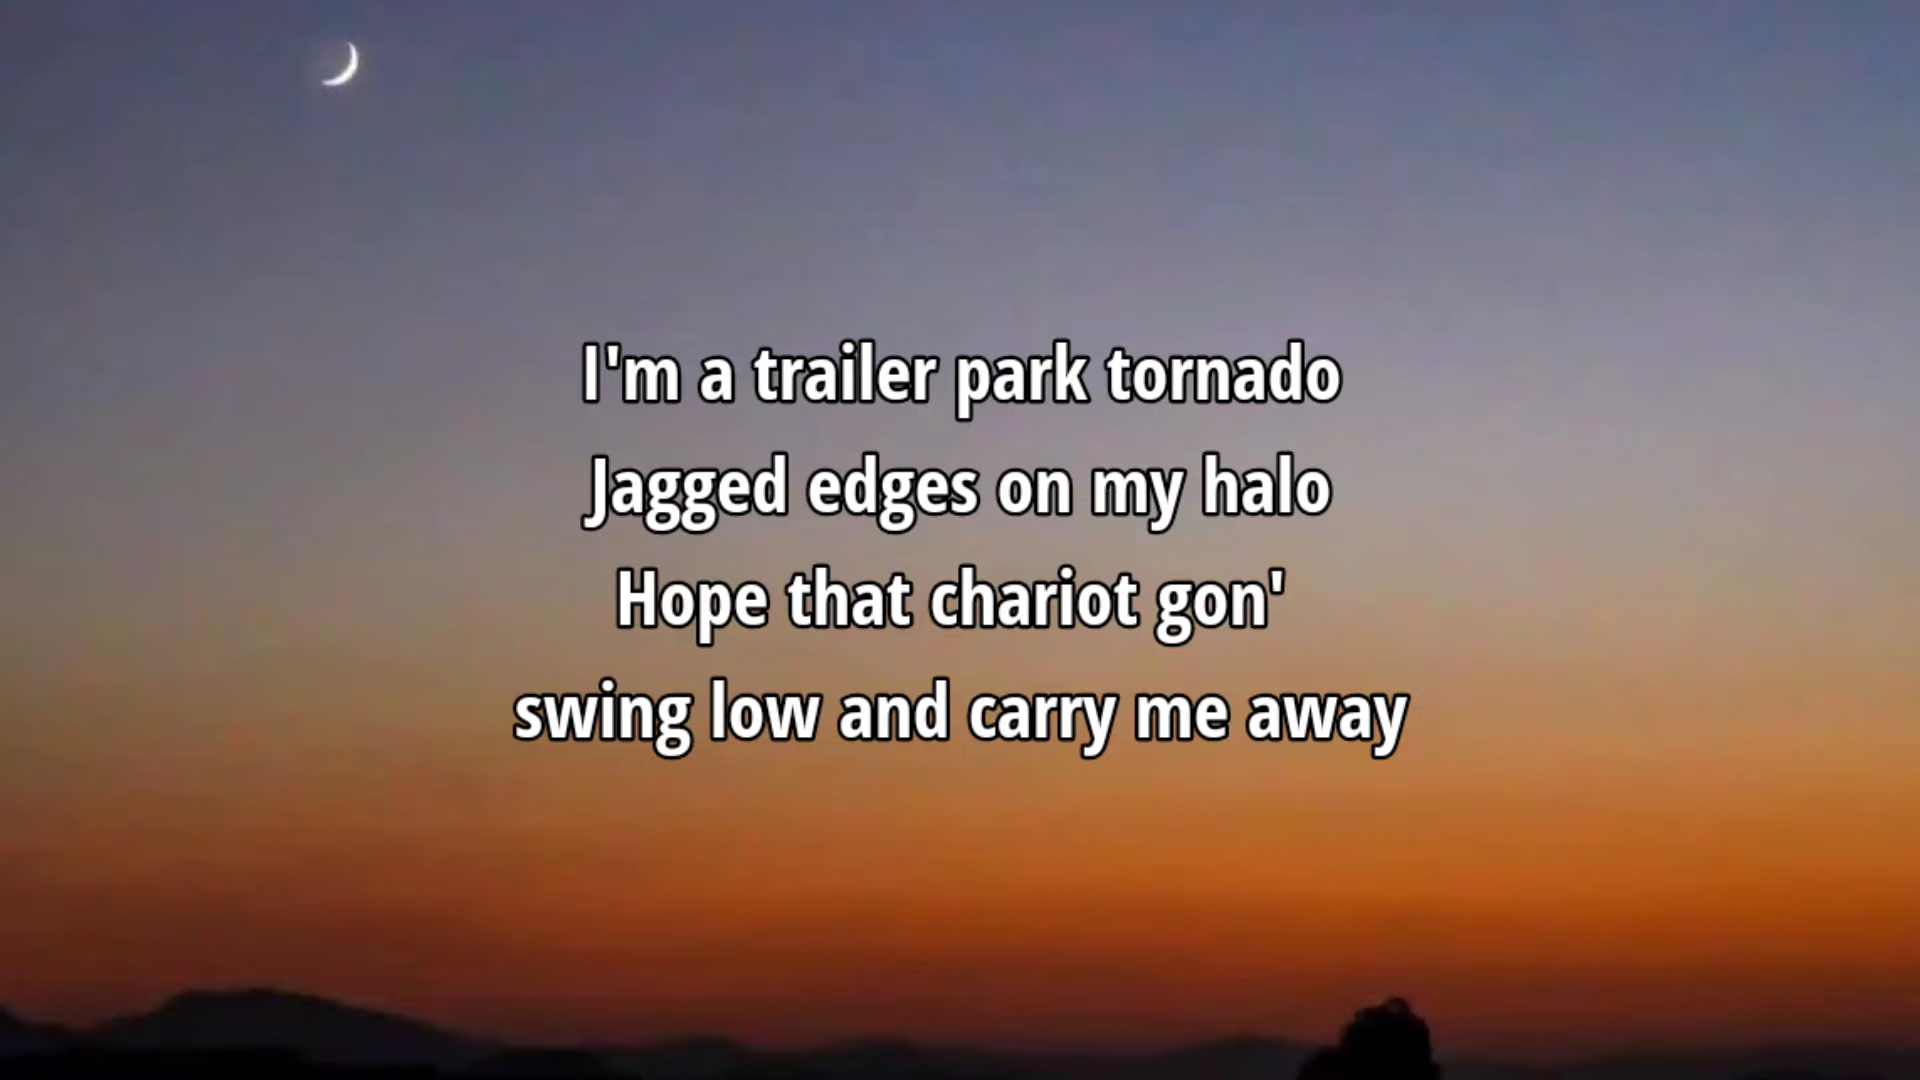 I'm a trailer park tornado
Jagged edges on my halo
Hope that chariot gon'
swing low and carry me away